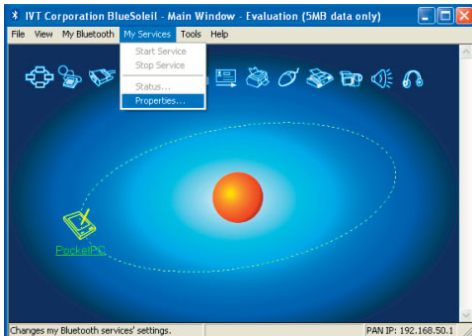 IVT Corporation BlueSoleil - Main Window - Evaluation (5MB data only)
File View My Bluetooth My Services Tools Help
Start Service
Stop Service
Status...
Properties...
PocketPC
Changes my Bluetooth services' settings. PAN IP: 192.168.50.1